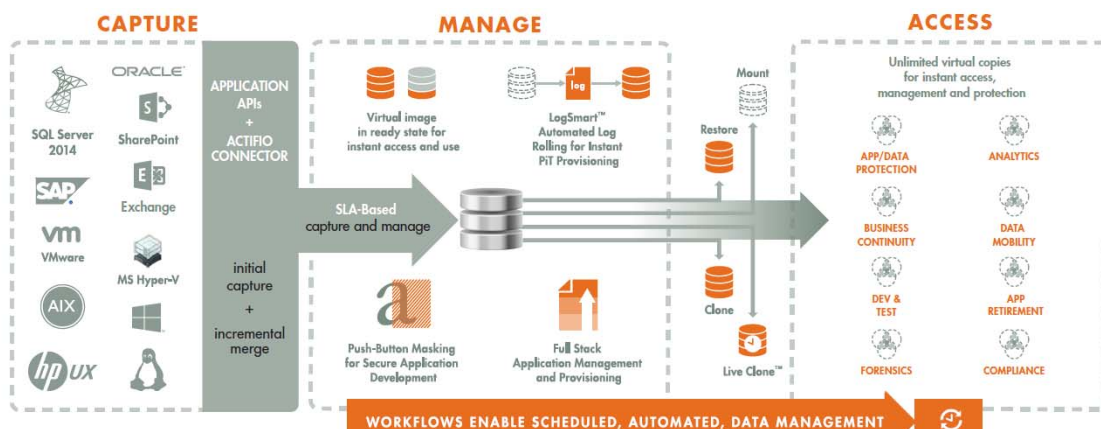 CAPTURE
MANAGE
ACCESS
SQL Server
2014
ORACLE®
SharePoint
SAP
Exchange
vm
VMware
MS Hyper-V
AIX
hp UX
APPLICATION
APIs
+
ACTIFIO
CONNECTOR
initial
capture
+
incremental
merge
Virtual image
in ready state for
instant access and use
log
LogSmart™
Automated Log
Rolling for Instant
PiT Provisioning
SLA-Based
capture and manage
a
Push-Button Masking
for Secure Application
Development
Full Stack
Application Management
and Provisioning
Mount
Restore
Clone
Live Clone™
Unlimited virtual copies
for instant access,
management and protection
APP/DATA
PROTECTION
ANALYTICS
BUSINESS
CONTINUITY
DATA
MOBILITY
DEV &
TEST
APP
RETIREMENT
FORENSICS
COMPLIANCE
WORKFLOWS ENABLE SCHEDULED, AUTOMATED, DATA MANAGEMENT